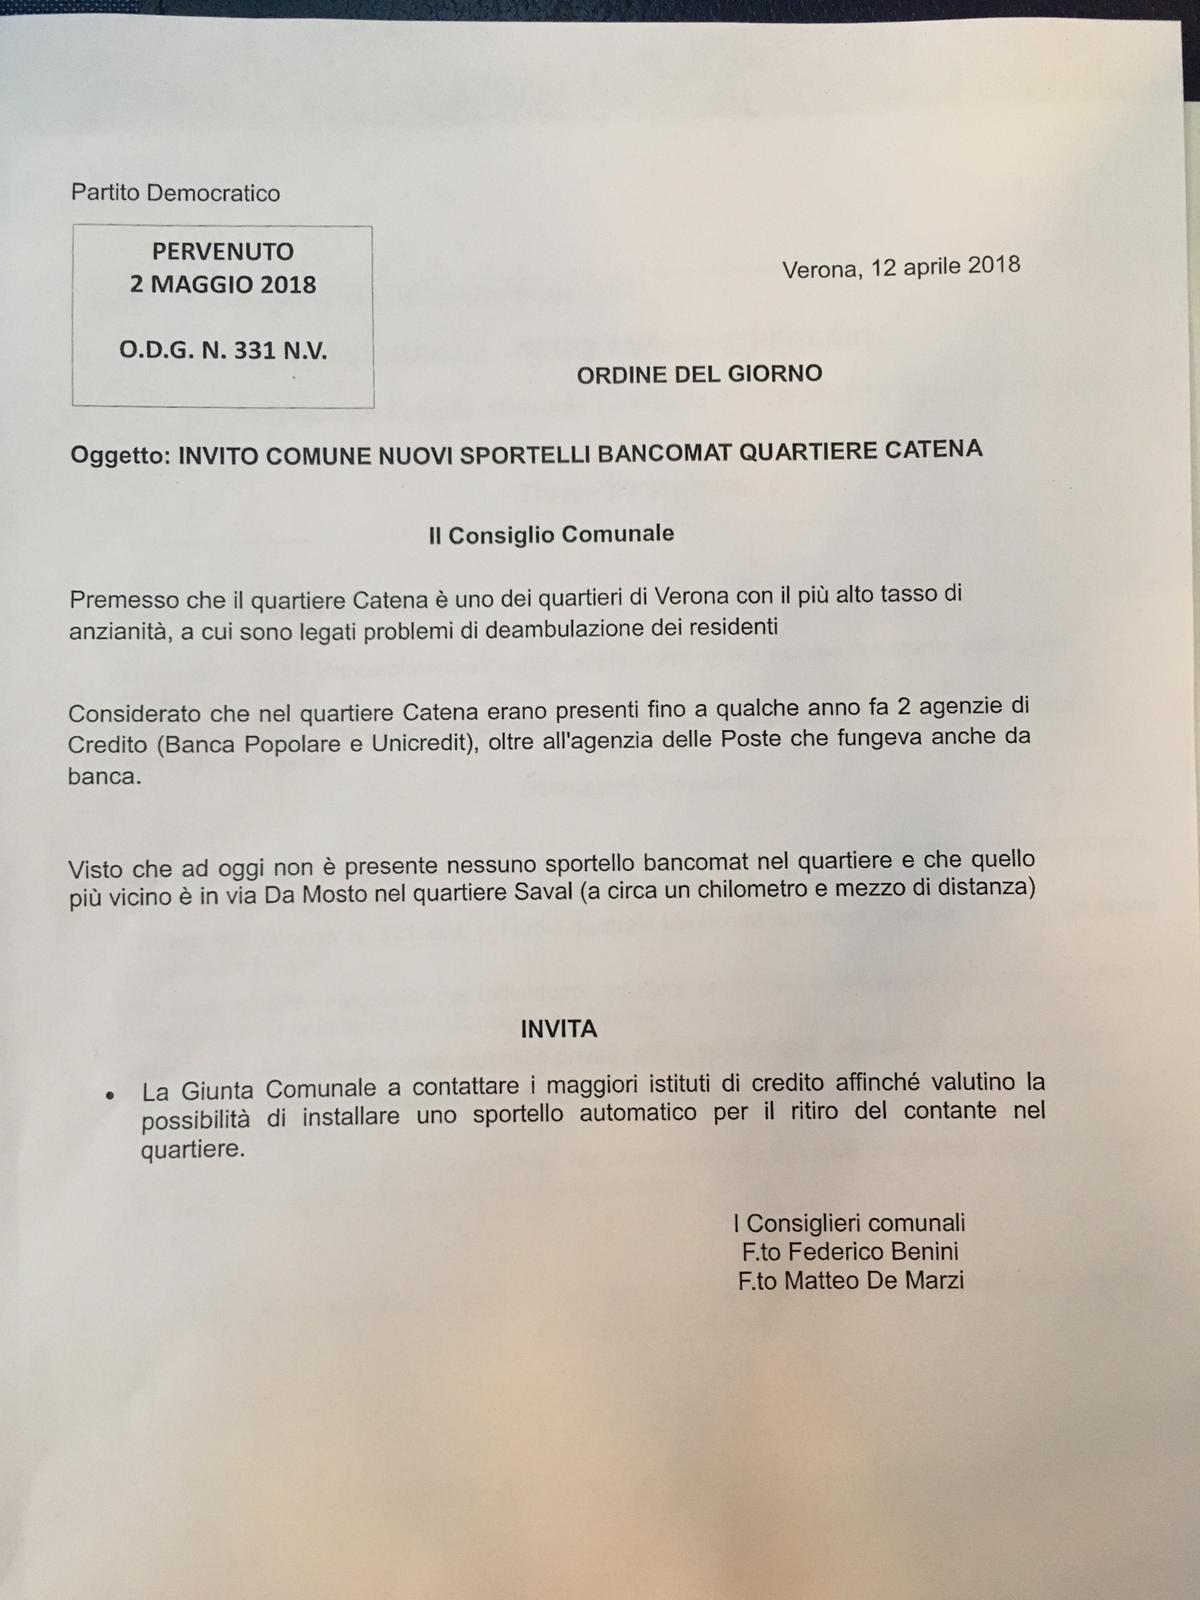 Partito Democratico
PERVENUTO
2 MAGGIO 2018
O.D.G. N. 331 N.V.
Verona, 12 aprile 2018
ORDINE DEL GIORNO
Oggetto: INVITO COMUNE NUOVI SPORTELLI BANCOMAT QUARTIERE CATENA
Il Consiglio Comunale
Premesso che il quartiere Catena è uno dei quartieri di Verona con il più alto tasso di
anzianità, a cui sono legati problemi di deambulazione dei residenti
Considerato che nel quartiere Catena erano presenti fino a qualche anno fa 2 agenzie di
Credito (Banca Popolare e Unicredit), oltre all'agenzia delle Poste che fungeva anche da
banca.
Visto che ad oggi non è presente nessuno sportello bancomat nel quartiere e che quello
più vicino è in via Da Mosto nel quartiere Saval (a circa un chilometro e mezzo di distanza)
INVITA
• La Giunta Comunale a contattare i maggiori istituti di credito affinché valutino la
possibilità di installare uno sportello automatico per il ritiro del contante nel
quartiere.
I Consiglieri comunali
F.to Federico Benini
F.to Matteo De Marzi